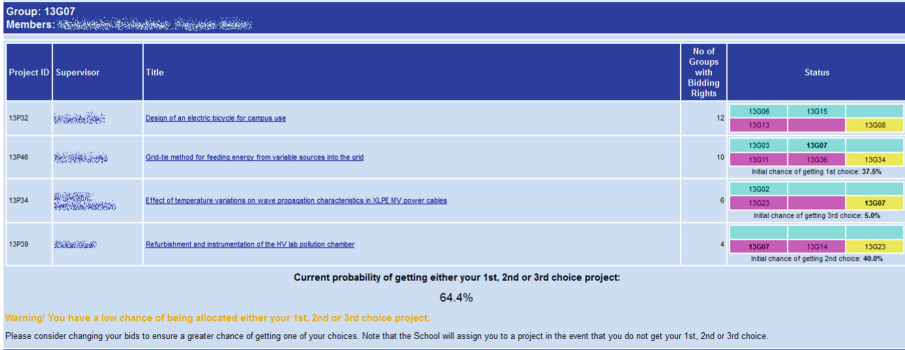 Group: 13G07
Members:
Project ID Supervisor Title No of Groups with Bidding Rights Status
13P32 Design of an electric bicycle for campus use 12
13G06 13G15
13G13 13G08
13P46 Grid-tie method for feeding energy from variable sources into the grid 10
13G03 13G07
13G11 13G36 13G34
Initial chance of getting 1st choice: 37.5%
13P34 Effect of temperature variations on wave propagation characteristics in XLPE MV power cables 6
13G02
13G23 13G07
Initial chance of getting 3rd choice: 5.0%
13P39 Refurbishment and instrumentation of the HV lab pollution chamber 4
13G07 13G14 13G23
Initial chance of getting 2nd choice: 40.0%
Current probability of getting either your 1st, 2nd or 3rd choice project:
64.4%
Warning! You have a low chance of being allocated either your 1st, 2nd or 3rd choice project.
Please consider changing your bids to ensure a greater chance of getting one of your choices. Note that the School will assign you to a project in the event that you do not get your 1st, 2nd or 3rd choice.